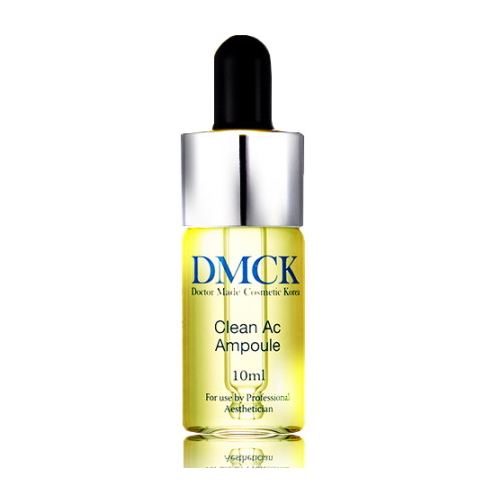 DMCK
Doctor Made Cosmetic Korea
Clean Ac
Ampoule
10ml
For use by Professional
Aesthetician